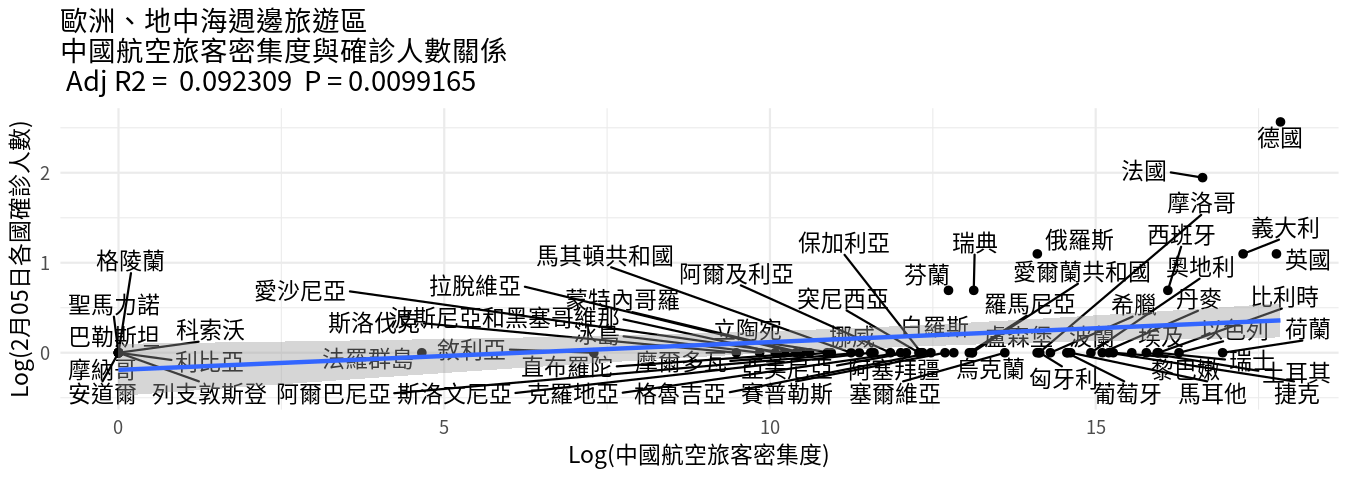 歐洲、地中海週邊旅遊區
中國航空旅客密集度與確診人數關係
Adj R2 = 0.092309 P = 0.0099165
Log(2月05日各國確診人數)
2
1
0
德國
法國
摩洛哥
義大利
西班牙
俄羅斯
瑞典
保加利亞
馬其頓共和國
格陵蘭
英國
奧地利
愛爾蘭共和國
芬蘭
阿爾及利亞
拉脫維亞
愛沙尼亞
蒙特內哥羅
突尼西亞
羅馬尼亞
希臘
丹麥
比利時
聖馬力諾
斯洛伐克
波斯尼亞和黑塞哥維那
科索沃
巴勒斯坦
冰島
立陶宛
挪威
白羅斯
盧森堡
波蘭
埃及
以色列
荷蘭
利比亞
法羅群島
敘利亞
摩納哥
直布羅陀
摩爾多瓦
亞美尼亞
阿塞拜疆
烏克蘭
匈牙利
黎巴嫩
瑞士
土耳其
安道爾
列支敦斯登
阿爾巴尼亞
斯洛文尼亞
克羅地亞
格魯吉亞
賽普勒斯
塞爾維亞
葡萄牙
馬耳他
捷克
0
5
10
15
Log(中國航空旅客密集度)